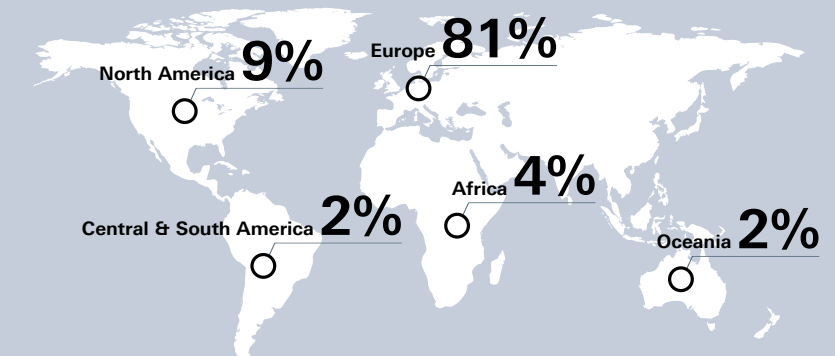 Europe 81%
North America 9%
Africa 4%
Central & South America 2%
Oceania 2%